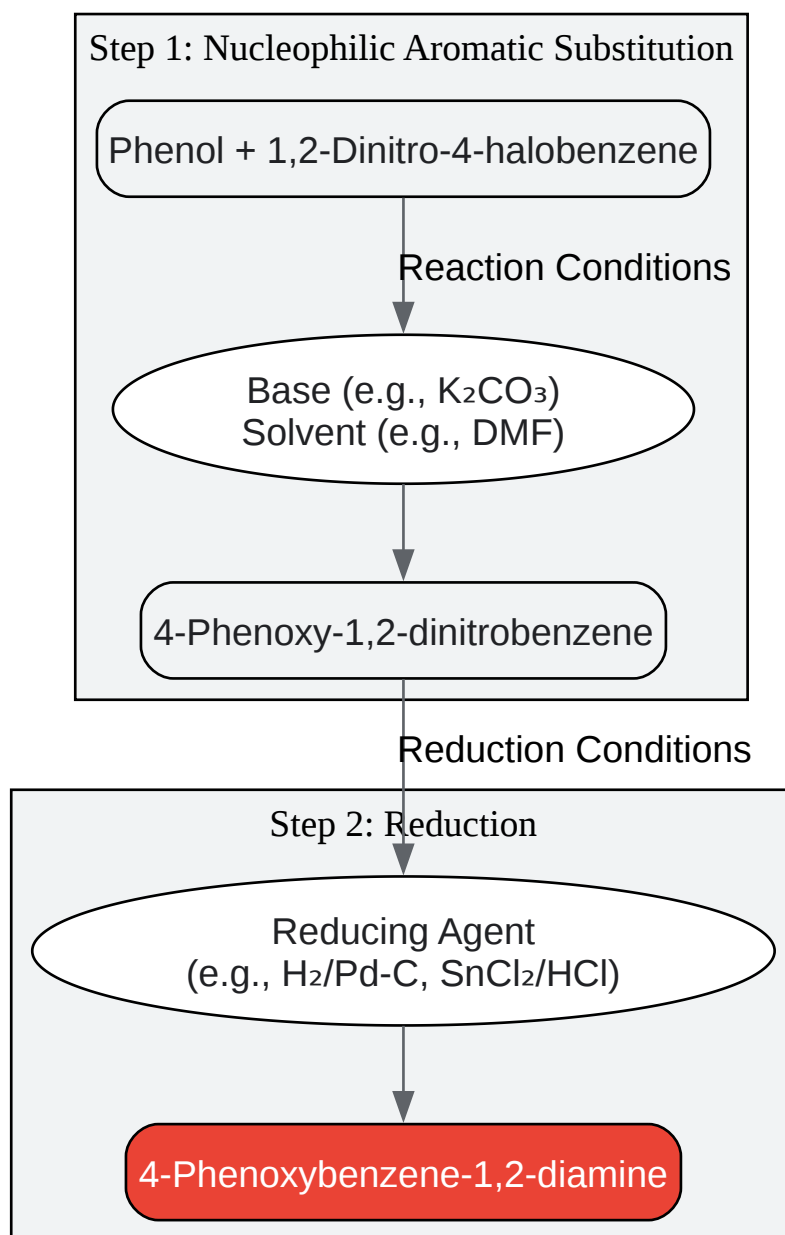 Step 1: Nucleophilic Aromatic Substitution
Phenol + 1,2-Dinitro-4-halobenzene
Reaction Conditions
Base (e.g., K₂CO₃)
Solvent (e.g., DMF)
4-Phenoxy-1,2-dinitrobenzene
Reduction Conditions
Step 2: Reduction
Reducing Agent
(e.g., H₂/Pd-C, SnCl₂/HCl)
4-Phenoxybenzene-1,2-diamine